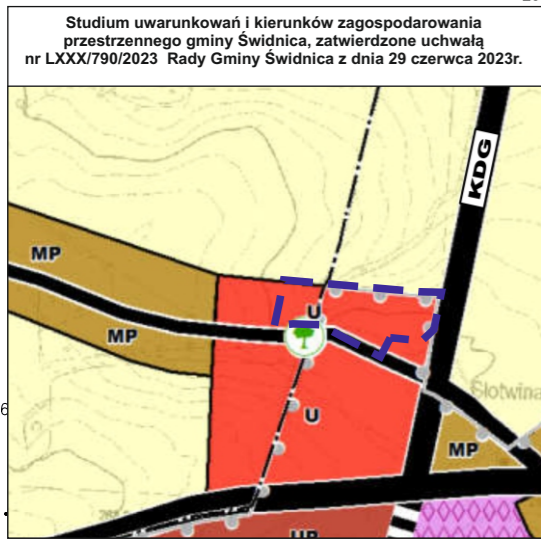 Studium uwarunkowań i kierunków zagospodarowania
przestrzennego gminy Świdnica, zatwierdzone uchwałą
nr LXXX/790/2023 Rady Gminy Świdnica z dnia 29 czerwca 2023r.
KDG
MP
U
MP
Słotwina
U
MP